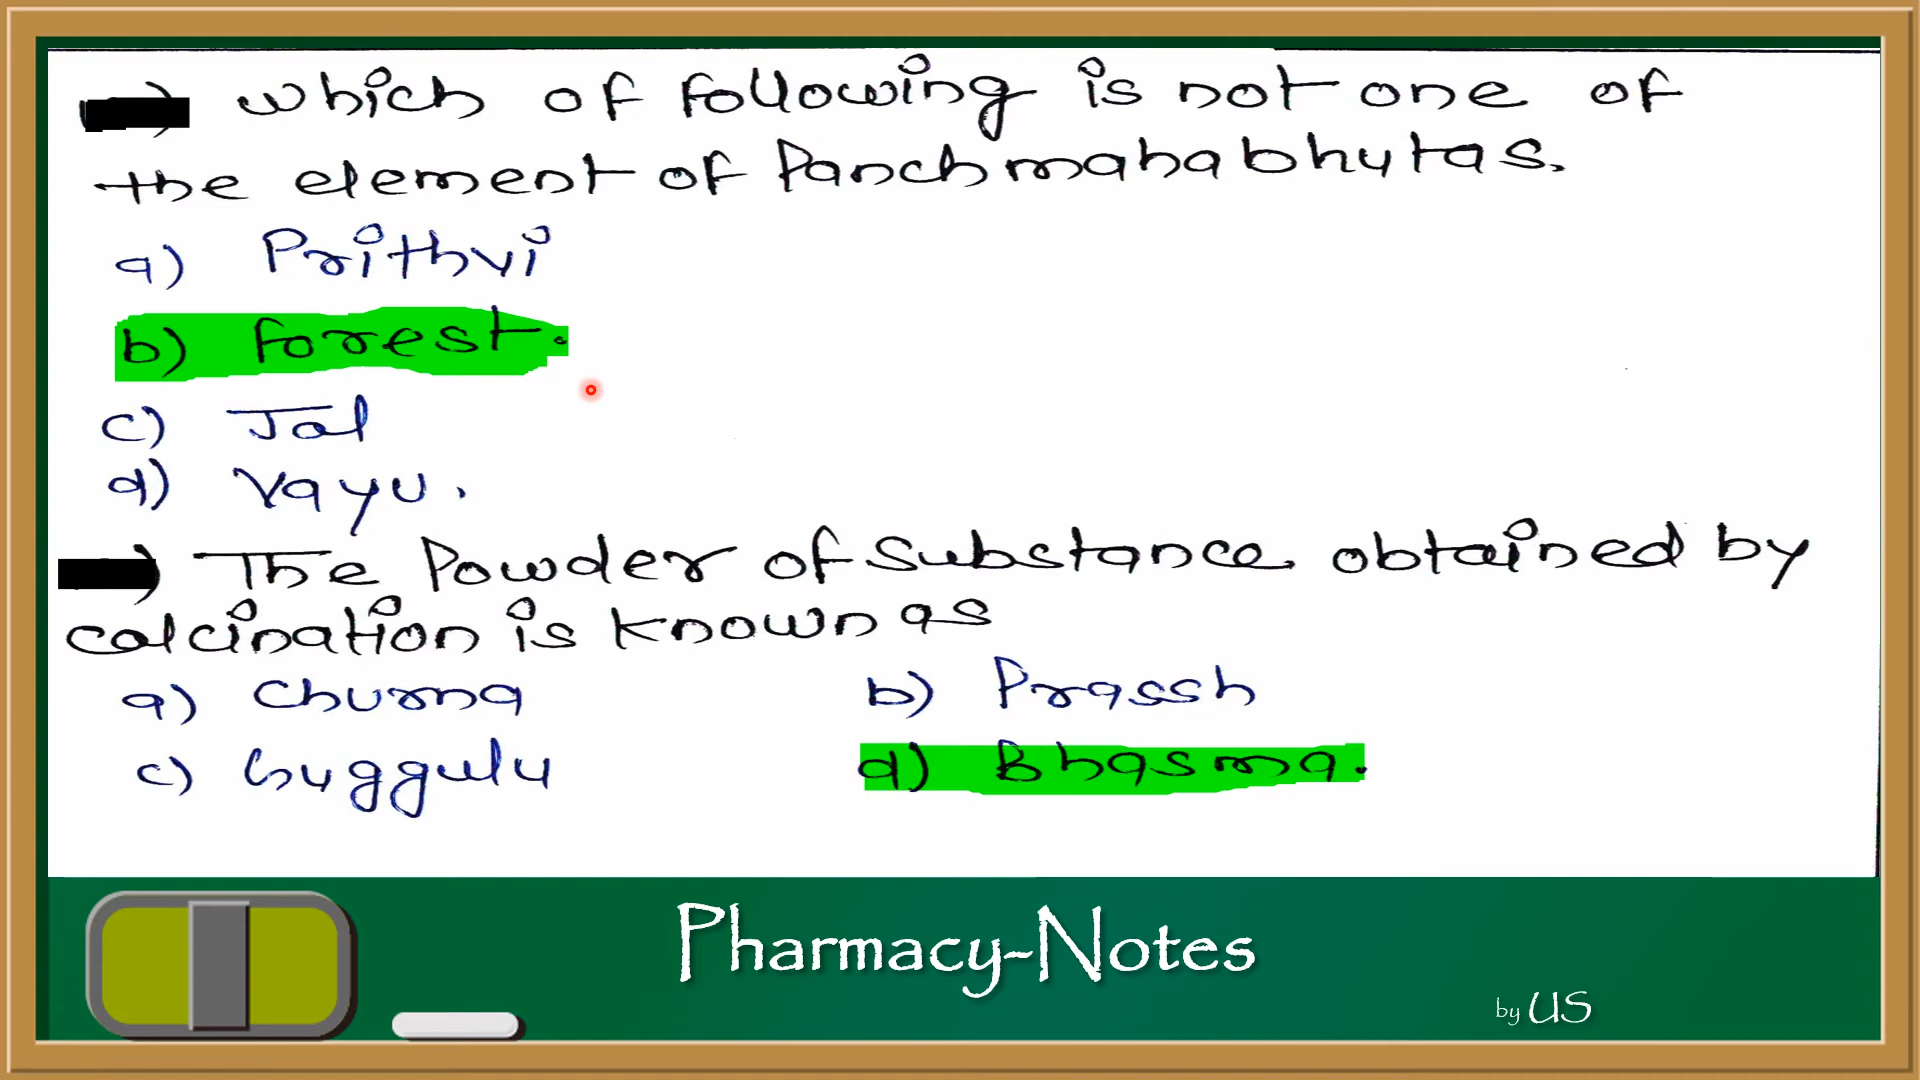 which of following is not one of
the element of Panchmahabhutas.
a) Prithvi
b) forest.
c) Jal
d) Vayu.
The Powder of Substance obtained by
calcination is known as
a) Churna
b) Prassh
c) Guggulu
d) Bhasma.
Pharmacy-Notes
by US